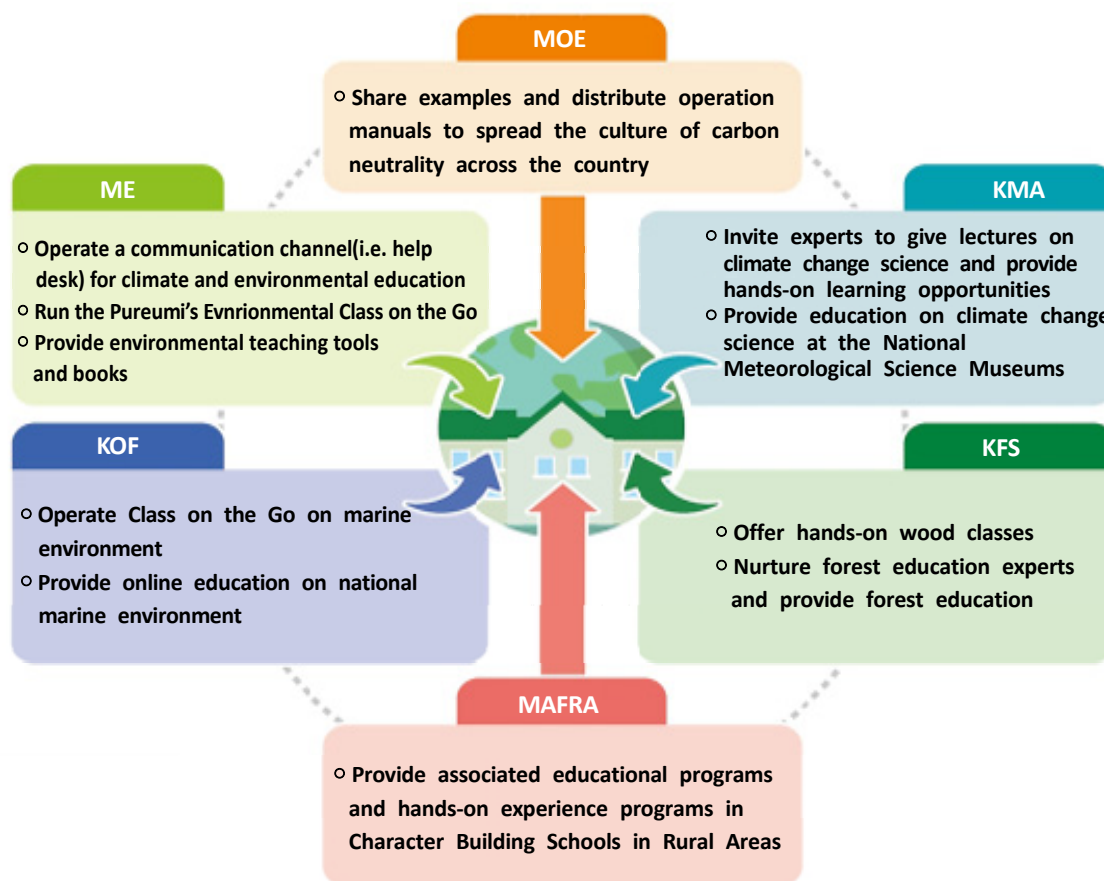 MOE
○ Share examples and distribute operation
manuals to spread the culture of carbon
neutrality across the country
ME
○ Operate a communication channel(i.e. help
desk) for climate and environmental education
○ Run the Pureumi's Evnrionmental Class on the Go
○ Provide environmental teaching tools
and books
KMA
○ Invite experts to give lectures on
climate change science and provide
hands-on learning opportunities
○ Provide education on climate change
science at the National
Meteorological Science Museums
KOF
○ Operate Class on the Go on marine
environment
○ Provide online education on national
marine environment
KFS
○ Offer hands-on wood classes
○ Nurture forest education experts
and provide forest education
MAFRA
○ Provide associated educational programs
and hands-on experience programs in
Character Building Schools in Rural Areas